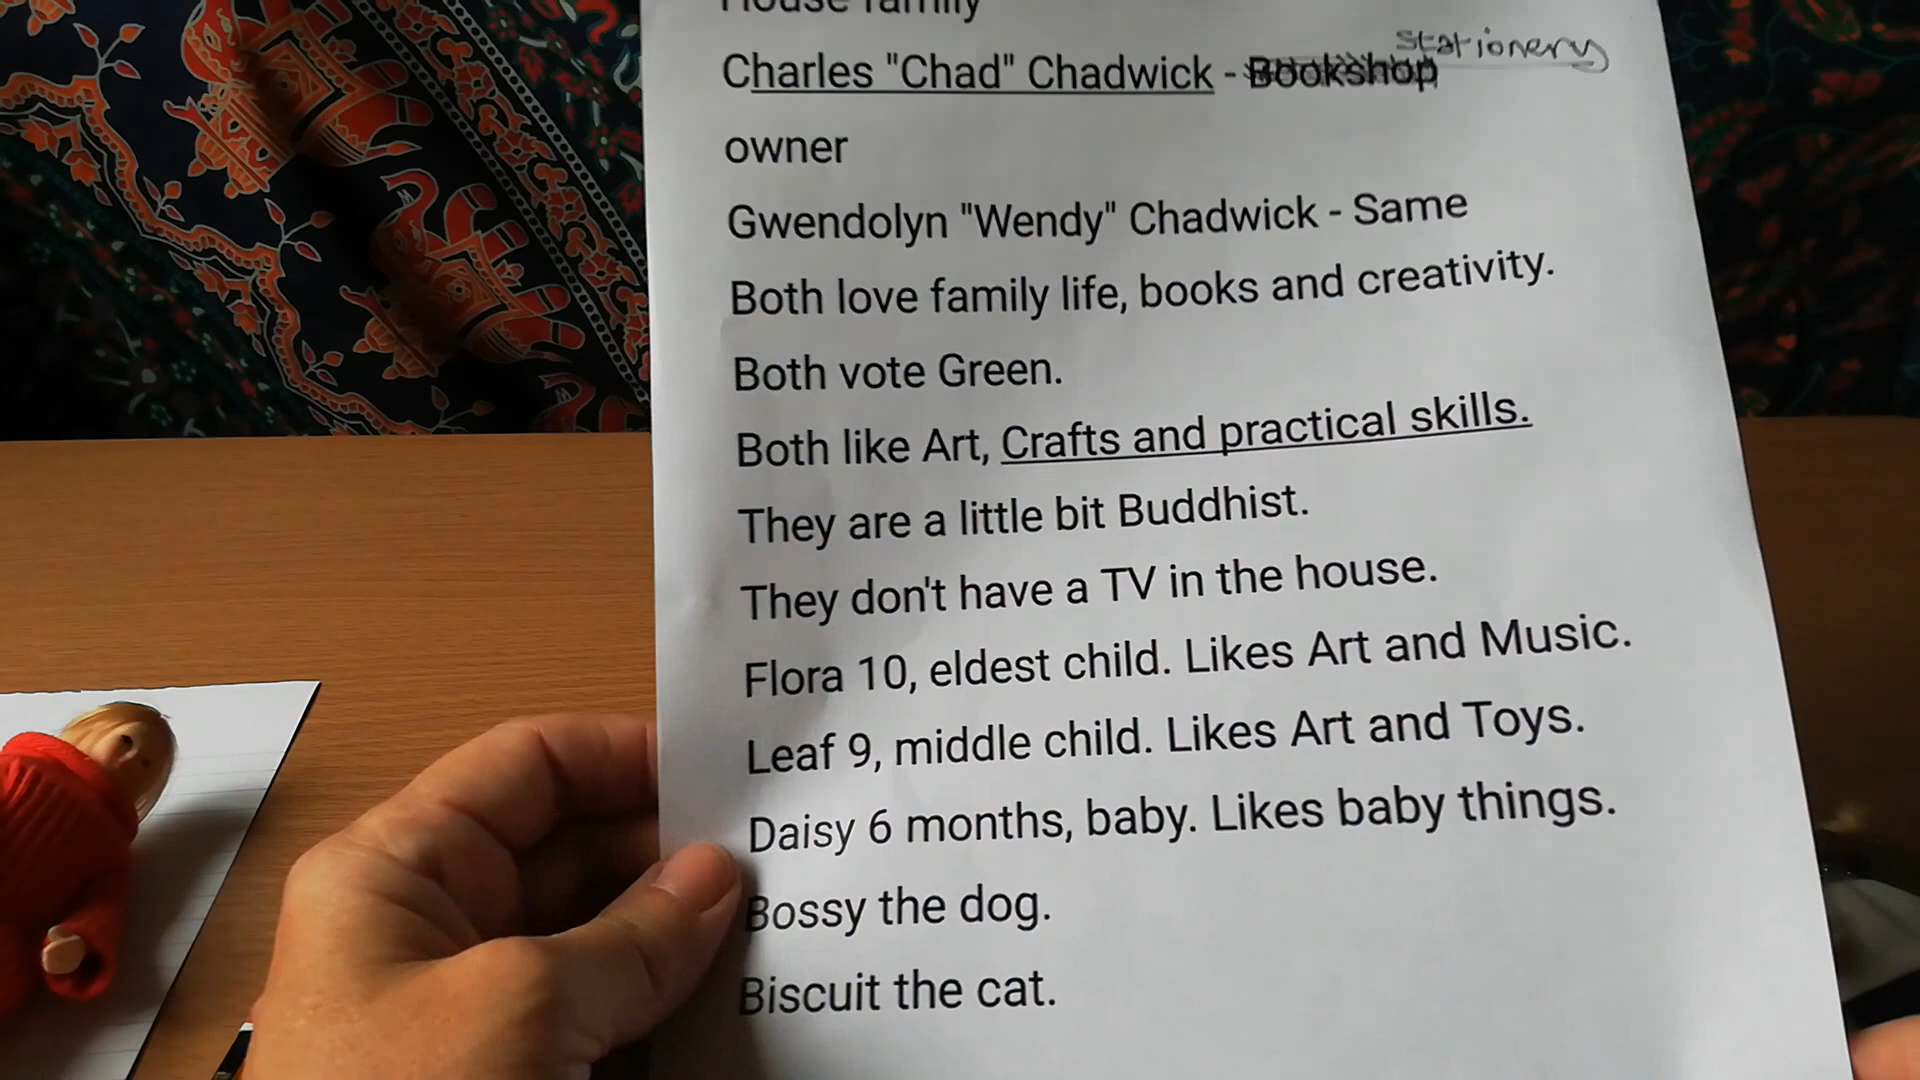 House family
stationery
Charles "Chad" Chadwick - Bookshop
owner
Gwendolyn "Wendy" Chadwick - Same
Both love family life, books and creativity.
Both vote Green.
Both like Art, Crafts and practical skills.
They are a little bit Buddhist.
They don't have a TV in the house.
Flora 10, eldest child. Likes Art and Music.
Leaf 9, middle child. Likes Art and Toys.
Daisy 6 months, baby. Likes baby things.
Bossy the dog.
Biscuit the cat.